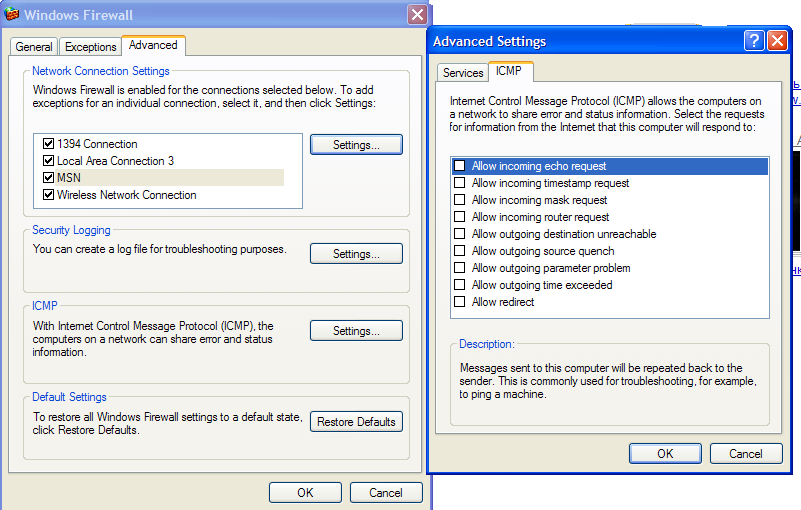 Windows Firewall
General
Exceptions
Advanced
Network Connection Settings
Windows Firewall is enabled for the connections selected below. To add
exceptions for an individual connection, select it, and then click Settings:
1394 Connection
Local Area Connection 3
MSN
Wireless Network Connection
Settings...
Security Logging
You can create a log file for troubleshooting purposes.
Settings...
ICMP
With Internet Control Message Protocol (ICMP), the
computers on a network can share error and status
information.
Settings...
Default Settings
To restore all Windows Firewall settings to a default state,
click Restore Defaults.
Restore Defaults
OK
Cancel
Advanced Settings
Services
ICMP
Internet Control Message Protocol (ICMP) allows the computers on
a network to share error and status information. Select the requests
for information from the Internet that this computer will respond to:
Allow incoming echo request
Allow incoming timestamp request
Allow incoming mask request
Allow incoming router request
Allow outgoing destination unreachable
Allow outgoing source quench
Allow outgoing parameter problem
Allow outgoing time exceeded
Allow redirect
Description:
Messages sent to this computer will be repeated back to the
sender. This is commonly used for troubleshooting, for example,
to ping a machine.
OK
Cancel